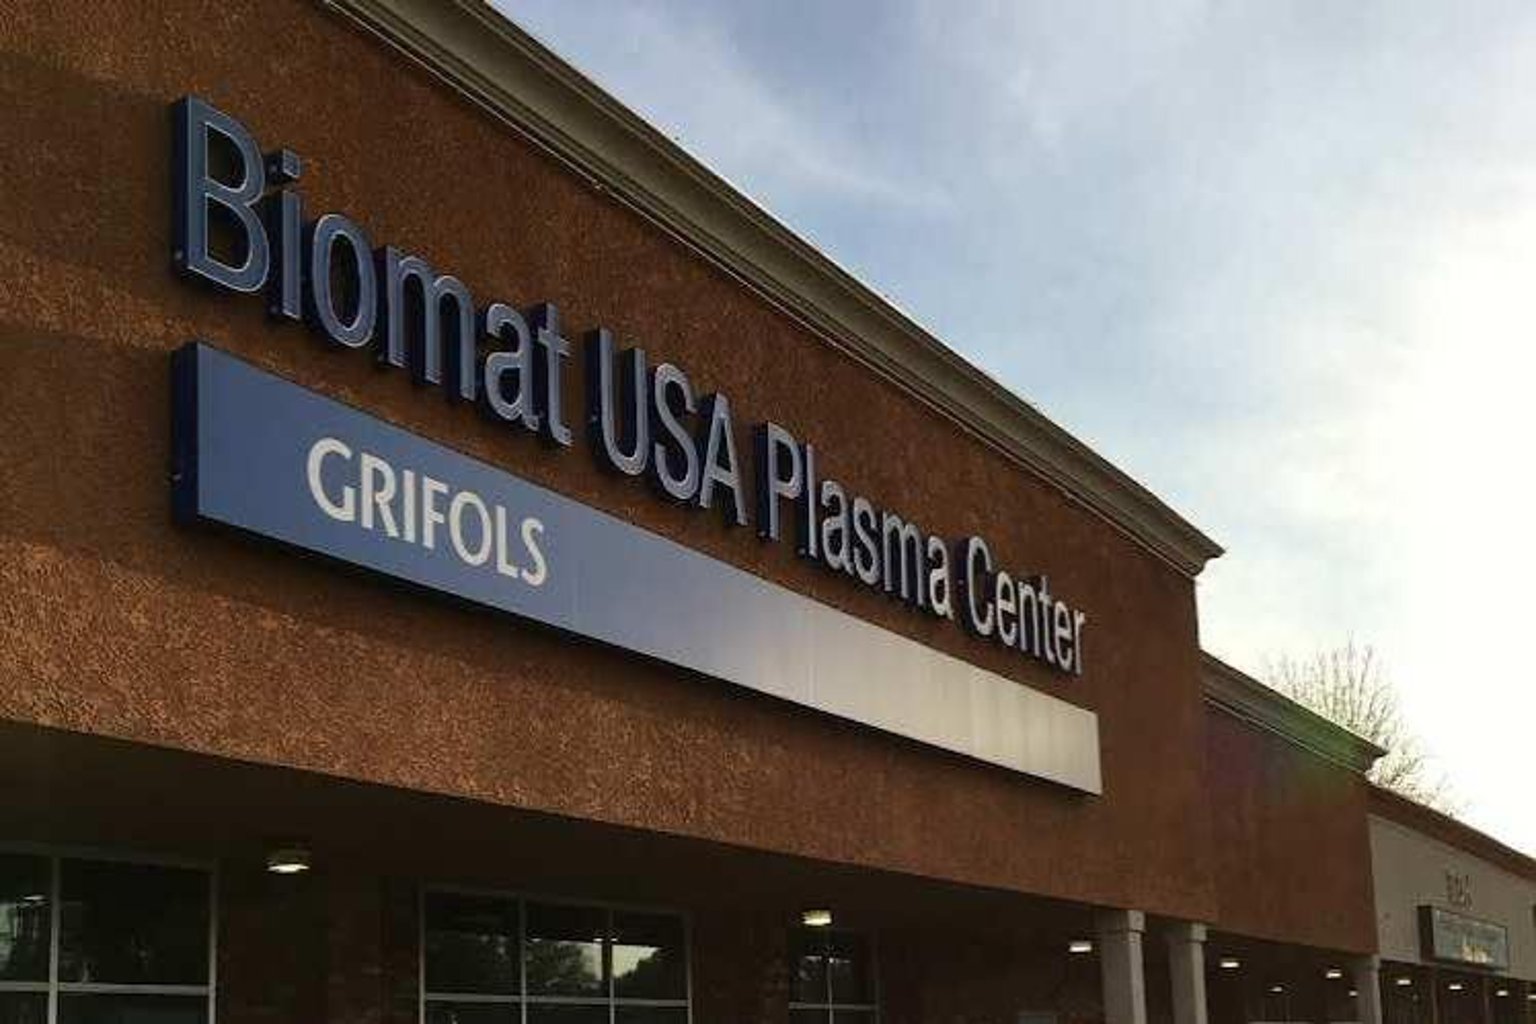 Biomat USA Plasma Center
GRIFOLS